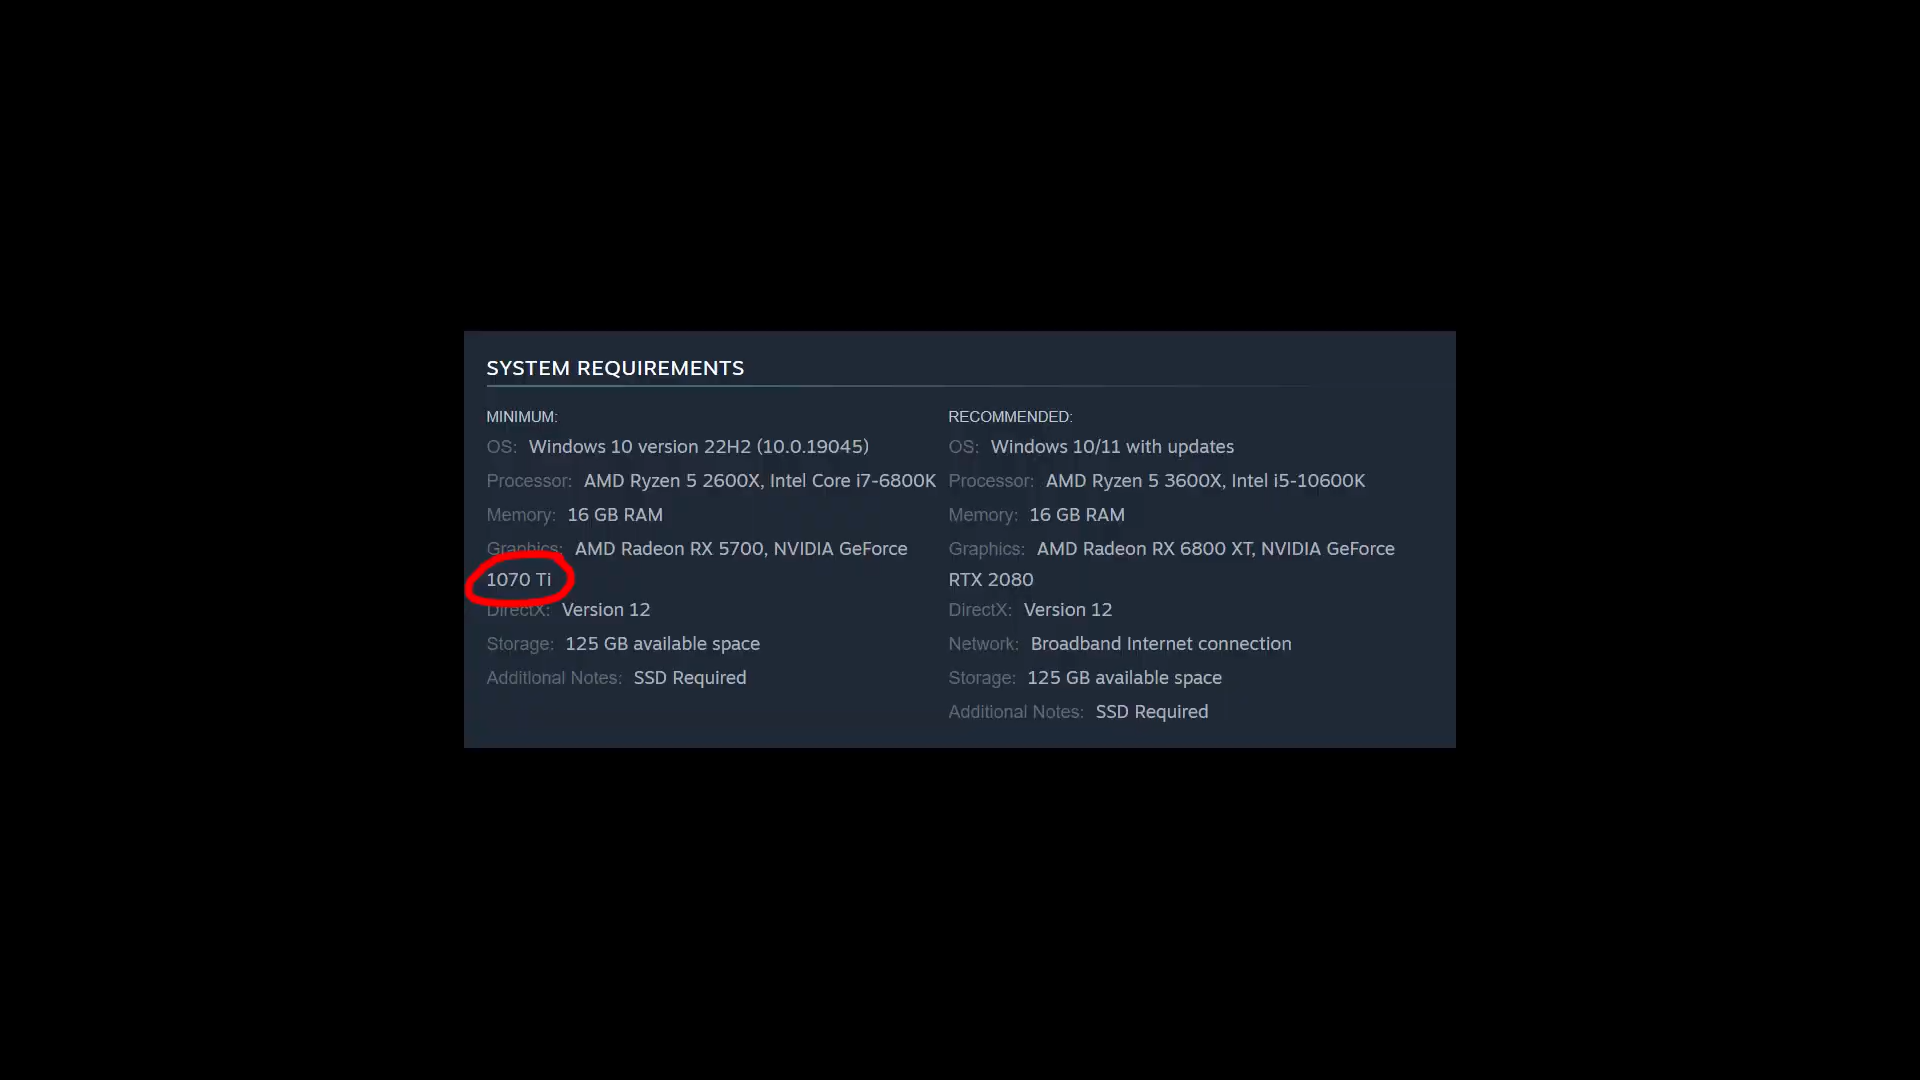 SYSTEM REQUIREMENTS
MINIMUM:
OS: Windows 10 version 22H2 (10.0.19045)
Processor: AMD Ryzen 5 2600X, Intel Core i7-6800K
Memory: 16 GB RAM
Graphics: AMD Radeon RX 5700, NVIDIA GeForce
1070 Ti
DirectX: Version 12
Storage: 125 GB available space
Additional Notes: SSD Required
RECOMMENDED:
OS: Windows 10/11 with updates
Processor: AMD Ryzen 5 3600X, Intel i5-10600K
Memory: 16 GB RAM
Graphics: AMD Radeon RX 6800 XT, NVIDIA GeForce
RTX 2080
DirectX: Version 12
Network: Broadband Internet connection
Storage: 125 GB available space
Additional Notes: SSD Required